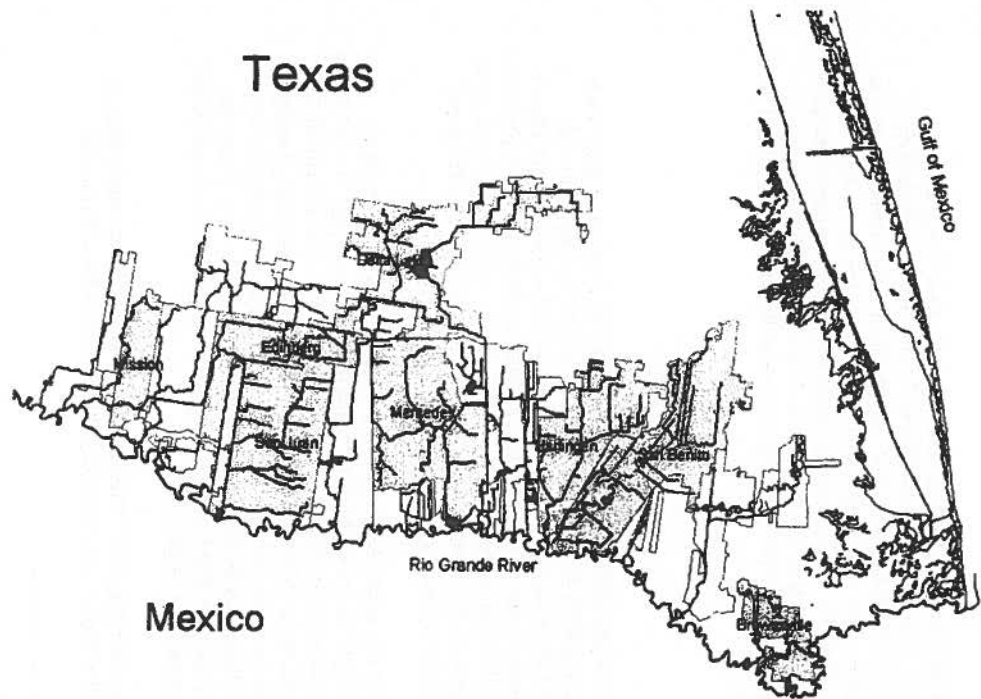 Texas
Gulf of Mexico
Edinburg
Mission
Mercedes
San Juan
Harlingen
San Benito
Rio Grande River
Mexico
Brownsville